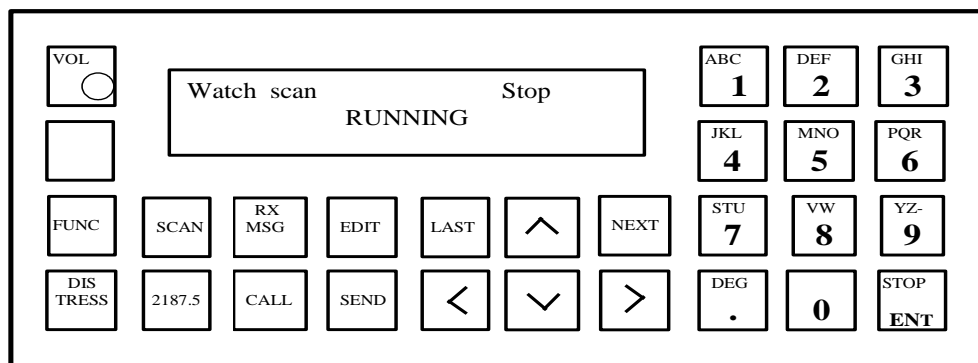 VOL
Watch scan Stop
RUNNING
ABC
1
DEF
2
GHI
3
JKL
4
MNO
5
PQR
6
FUNC
SCAN
RX
MSG
EDIT
LAST
NEXT
STU
7
VW
8
YZ-
9
DIS
TRESS
2187.5
CALL
SEND
DEG
.
0
STOP
ENT